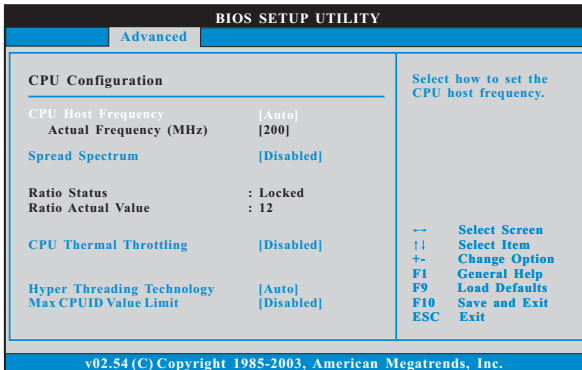 BIOS SETUP UTILITY
Advanced
CPU Configuration
CPU Host Frequency [Auto]
Actual Frequency (MHz) [200]
Spread Spectrum [Disabled]
Ratio Status : Locked
Ratio Actual Value : 12
CPU Thermal Throttling [Disabled]
Hyper Threading Technology [Auto]
Max CPUID Value Limit [Disabled]
Select how to set the
CPU host frequency.
←→ Select Screen
↑↓ Select Item
+- Change Option
F1 General Help
F9 Load Defaults
F10 Save and Exit
ESC Exit
v02.54 (C) Copyright 1985-2003, American Megatrends, Inc.